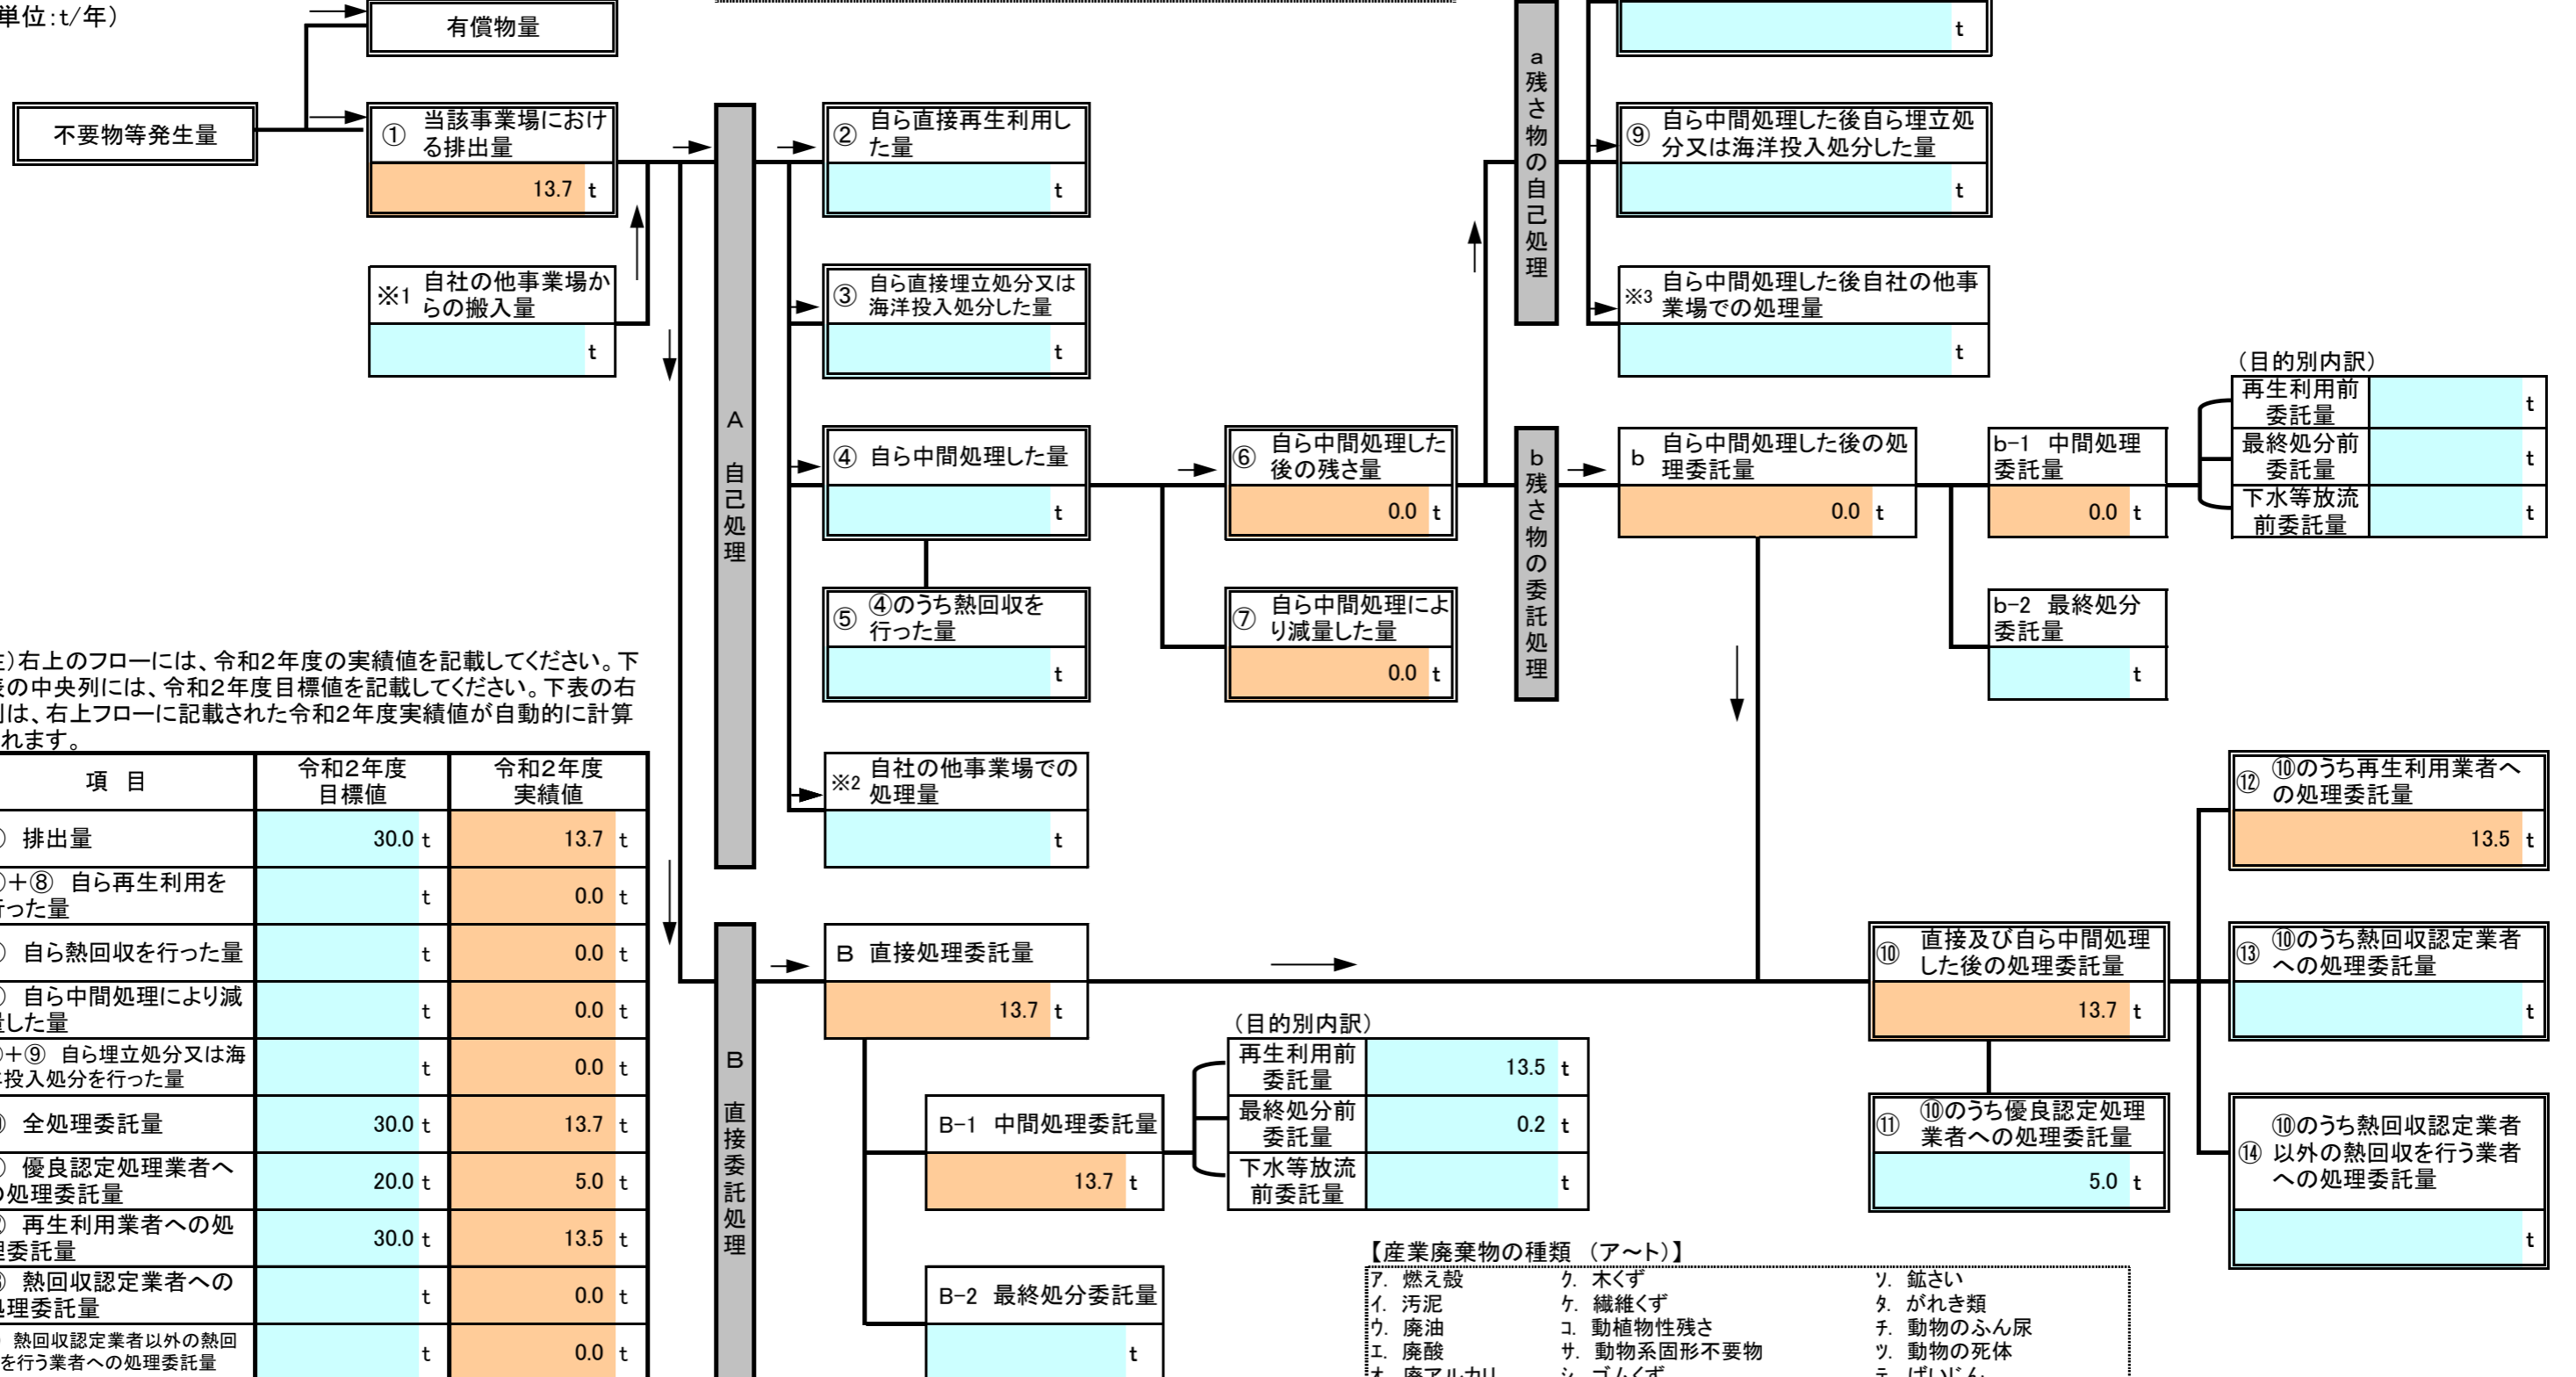 単位:t/年)
有償物量
不要物等発生量
① 当該事業場におけ
る排出量
13.7 t
※1 自社の他事業場か
らの搬入量
t
A 自己処理
② 自ら直接再生利用し
た量
t
③ 自ら直接埋立処分又は
海洋投入処分した量
t
④ 自ら中間処理した量
t
⑤ ④のうち熱回収を
行った量
t
※2 自社の他事業場での
処理量
t
⑥ 自ら中間処理した
後の残さ量
0.0 t
⑦ 自ら中間処理によ
り減量した量
0.0 t
a 残さ物の自己処理
t
⑨ 自ら中間処理した後自ら埋立処
分又は海洋投入処分した量
t
※3 自ら中間処理した後自社の他事
業場での処理量
t
b 残さ物の委託処理
b 自ら中間処理した後の処
理委託量
0.0 t
b-1 中間処理
委託量
0.0 t
(目的別内訳)
再生利用前
委託量
t
最終処分前
委託量
t
下水等放流
前委託量
t
b-2 最終処分
委託量
t
)右上のフローには、令和2年度の実績値を記載してください。下
表の中央列には、令和2年度目標値を記載してください。下表の右
列は、右上フローに記載された令和2年度実績値が自動的に計算
れます。
項 目 令和2年度
目標値 令和2年度
実績値
排出量 30.0 t 13.7 t
+⑧ 自ら再生利用を
行った量 t 0.0 t
自ら熱回収を行った量 t 0.0 t
自ら中間処理により減
量した量 t 0.0 t
+⑨ 自ら埋立処分又は海
洋投入処分を行った量 t 0.0 t
全処理委託量 30.0 t 13.7 t
優良認定処理業者へ
の処理委託量 20.0 t 5.0 t
再生利用業者への処
理委託量 30.0 t 13.5 t
熱回収認定業者への
処理委託量 t 0.0 t
熱回収認定業者以外の熱回
を行う業者への処理委託量 t 0.0 t
B 直接委託処理
B 直接処理委託量
13.7 t
B-1 中間処理委託量
13.7 t
(目的別内訳)
再生利用前
委託量
13.5 t
最終処分前
委託量
0.2 t
下水等放流
前委託量
t
B-2 最終処分委託量
t
⑩ 直接及び自ら中間処理
した後の処理委託量
13.7 t
⑪ ⑩のうち優良認定処理
業者への処理委託量
5.0 t
⑫ ⑩のうち再生利用業者へ
の処理委託量
13.5 t
⑬ ⑩のうち熱回収認定業者
への処理委託量
t
⑭ ⑩のうち熱回収認定業者
以外の熱回収を行う業者
への処理委託量
t
【産業廃棄物の種類 (ア~ト)】
ア. 燃え殻 ク. 木くず ソ. 鉱さい
イ. 汚泥 ケ. 繊維くず タ. がれき類
ウ. 廃油 コ. 動植物性残さ チ. 動物のふん尿
エ. 廃酸 サ. 動物系固形不要物 ツ. 動物の死体
オ. 廃アルカリ シ. ゴムくず テ. ばいじん